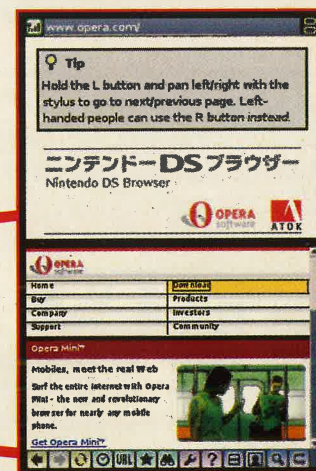 www.opera.com/
Tip
Hold the L button and pan left/right with the
stylus to go to next/previous page. Left-
handed people can use the R button instead.
ニンテンドーDSブラウザー
Nintendo DS Browser
OPERA
software
ATOK
OPERA
software
Home
Download
Buy
Products
Company
Investors
Support
Community
Opera Mini™
Mobiles, meet the real Web
Surf the entire internet with Opera
Mini - the new and revolutionary
browser for nearly any mobile
phone.
Get Opera Mini™
URL
?